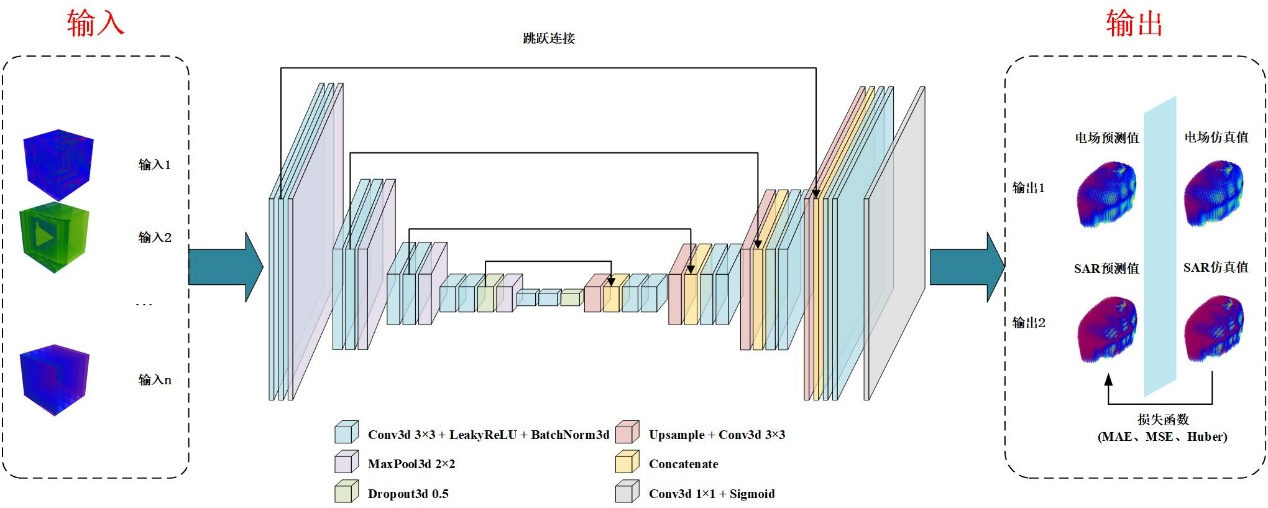 输入
输出
跳跃连接
输入1
输入2
...
输入n
电场预测值
电场仿真值
输出1
SAR预测值
SAR仿真值
输出2
损失函数
(MAE、MSE、Huber)
Conv3d 3×3 + LeakyReLU + BatchNorm3d
Upsample + Conv3d 3×3
MaxPool3d 2×2
Concatenate
Dropout3d 0.5
Conv3d 1×1 + Sigmoid